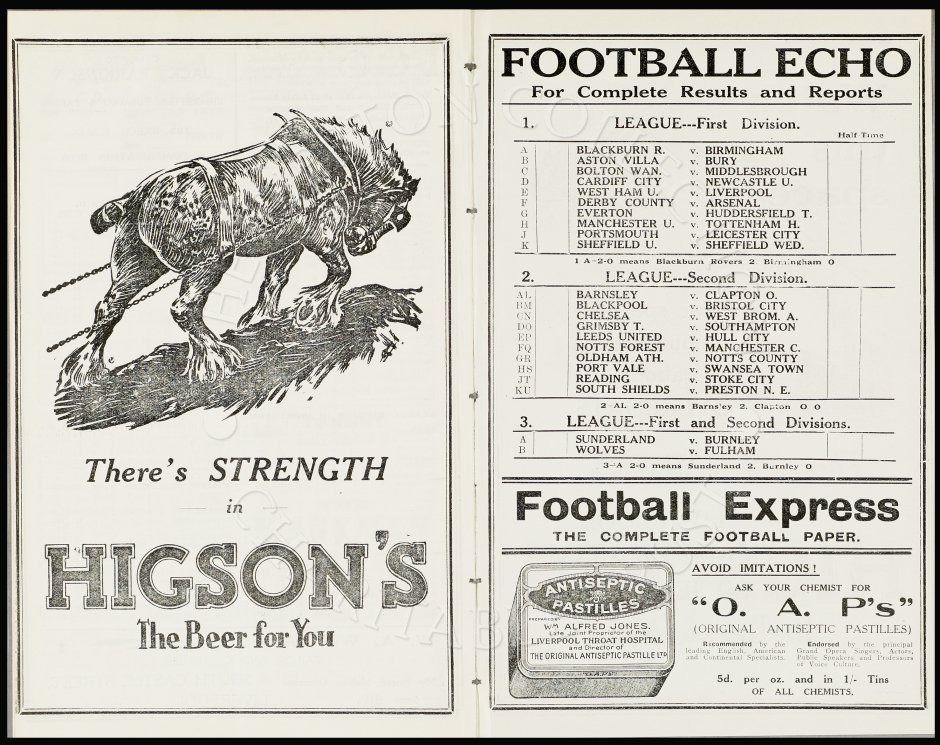 There's STRENGTH
in
HIGSON'S
The Beer for You
FOOTBALL ECHO
For Complete Results and Reports
1. LEAGUE---First Division.
Half Time
A BLACKBURN R. v. BIRMINGHAM
B ASTON VILLA v. BURY
C BOLTON WAN. v. MIDDLESBROUGH
D CARDIFF CITY v. NEWCASTLE U.
E WEST HAM U. v. LIVERPOOL
F DERBY COUNTY v. ARSENAL
G EVERTON v. HUDDERSFIELD T.
H MANCHESTER U. v. TOTTENHAM H.
J PORTSMOUTH v. LEICESTER CITY
K SHEFFIELD U. v. SHEFFIELD WED.
1 A-2-0 means Blackburn Rovers 2. Birmingham 0
2. LEAGUE---Second Division.
AL BARNSLEY v. CLAPTON O.
BM BLACKPOOL v. BRISTOL CITY
CN CHELSEA v. WEST BROM. A.
DO GRIMSBY T. v. SOUTHAMPTON
EP LEEDS UNITED v. HULL CITY
FQ NOTTS FOREST v. MANCHESTER C.
GR OLDHAM ATH. v. NOTTS COUNTY
HS PORT VALE v. SWANSEA TOWN
JT READING v. STOKE CITY
KU SOUTH SHIELDS v. PRESTON N. E.
2-AL 2-0 means Barnsley 2, Clapton O 0
3. LEAGUE---First and Second Divisions.
A SUNDERLAND v. BURNLEY
B WOLVES v. FULHAM
3-A 2-0 means Sunderland 2, Burnley 0
Football Express
THE COMPLETE FOOTBALL PAPER.
ANTISEPTIC
PASTILLES
PREPARED BY
WM ALFRED JONES.
Late Joint Proprietor of the
LIVERPOOL THROAT HOSPITAL
and Director of
THE ORIGINAL ANTISEPTIC PASTILLE LTD
"O.A.P's"
AVOID IMITATIONS!
ASK YOUR CHEMIST FOR
"O. A. P's"
(ORIGINAL ANTISEPTIC PASTILLES)
Recommended by the
leading English, American
and Continental Specialists.
Endorsed by the principal
Grand Opera Singers, Actors,
Public Speakers and Professors
of Voice Culture.
5d. per oz. and in 1/- Tins
OF ALL CHEMISTS.